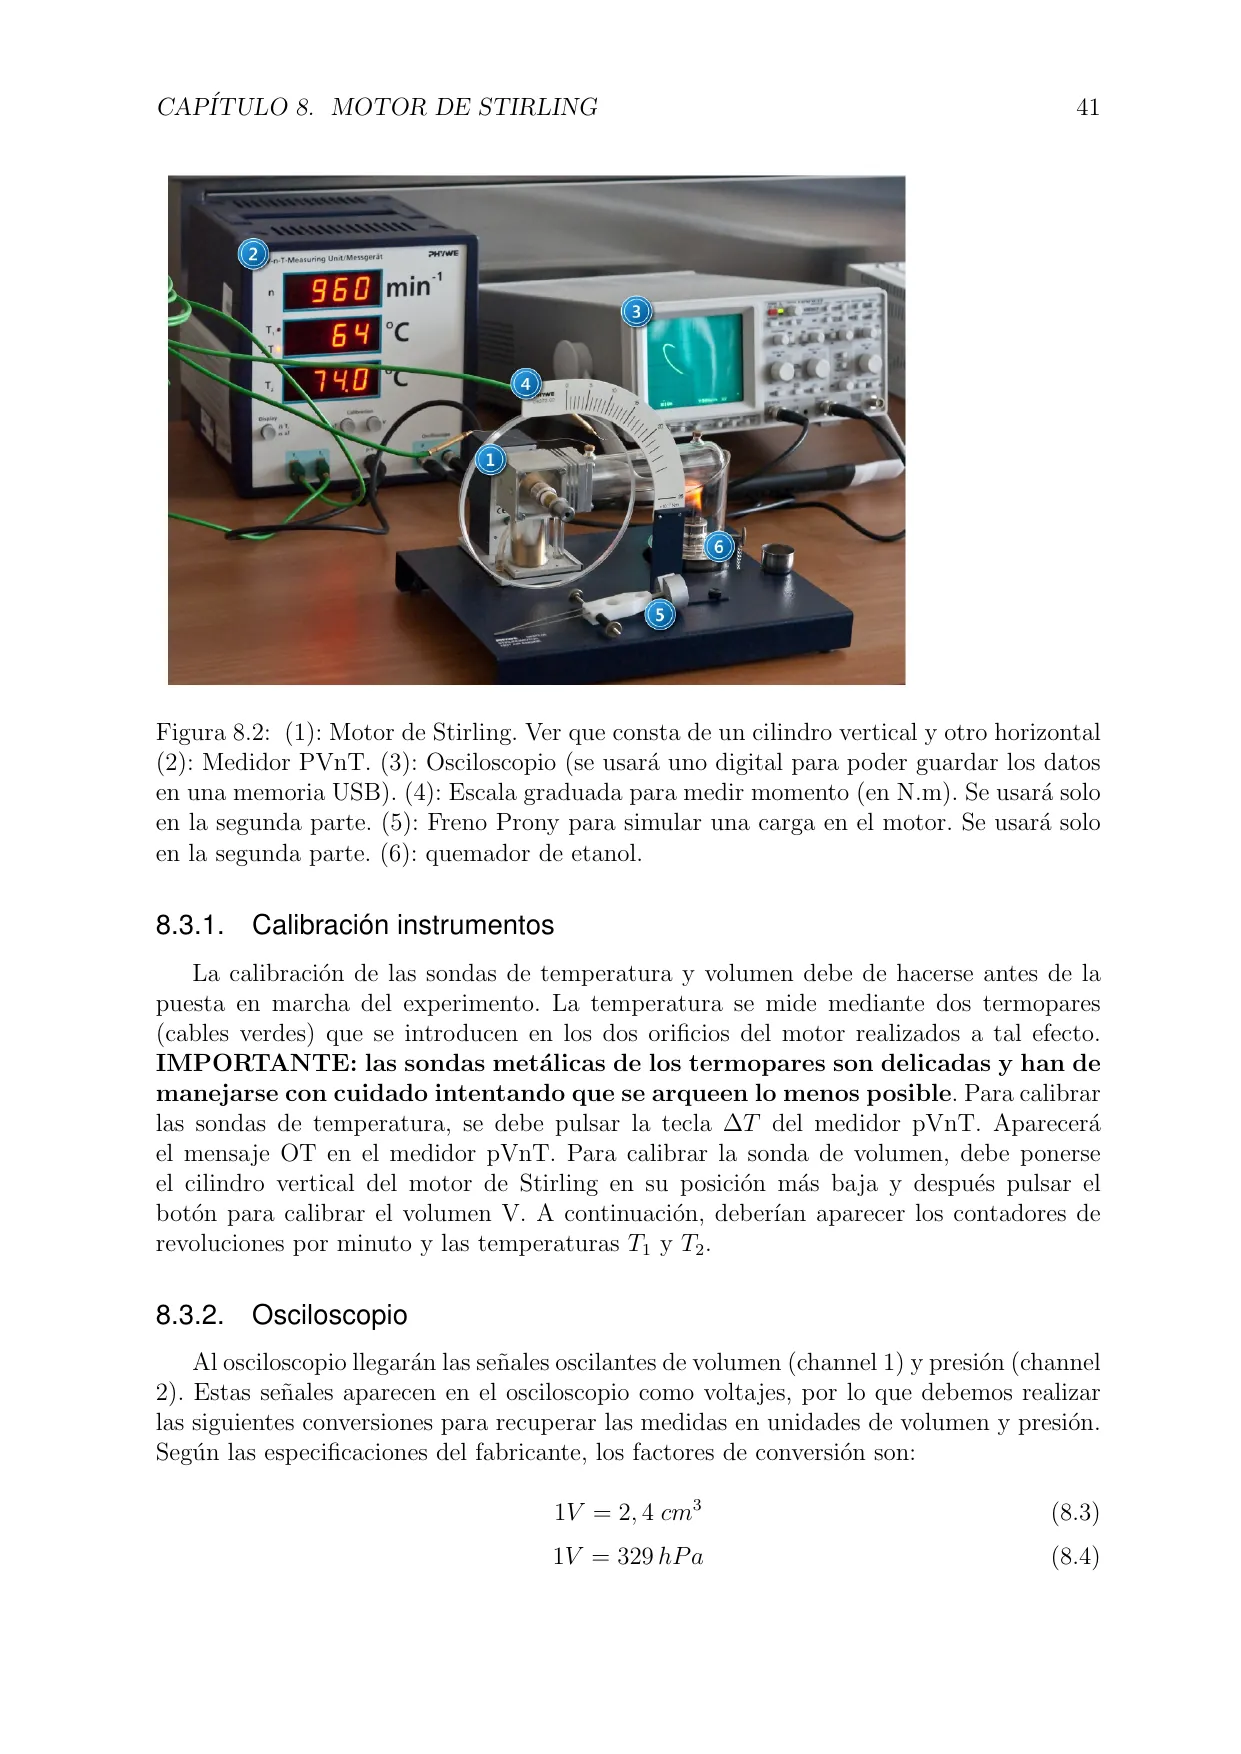 CAPÍTULO 8. MOTOR DE STIRLING 41
2
-n-T-Measuring Unit/Messgerät
PHYWE
n
960 min-1
T1
64 °C
T
T2
74.0 °C
Display
Calibration
Oscilloscope
3
4
PHYWE
1
5
6
Figura 8.2: (1): Motor de Stirling. Ver que consta de un cilindro vertical y otro horizontal
(2): Medidor PVnT. (3): Osciloscopio (se usará uno digital para poder guardar los datos
en una memoria USB). (4): Escala graduada para medir momento (en N.m). Se usará solo
en la segunda parte. (5): Freno Prony para simular una carga en el motor. Se usará solo
en la segunda parte. (6): quemador de etanol.
8.3.1. Calibración instrumentos
La calibración de las sondas de temperatura y volumen debe de hacerse antes de la
puesta en marcha del experimento. La temperatura se mide mediante dos termopares
(cables verdes) que se introducen en los dos orificios del motor realizados a tal efecto.
IMPORTANTE: las sondas metálicas de los termopares son delicadas y han de
manejarse con cuidado intentando que se arqueen lo menos posible. Para calibrar
las sondas de temperatura, se debe pulsar la tecla ΔT del medidor pVnT. Aparecerá
el mensaje OT en el medidor pVnT. Para calibrar la sonda de volumen, debe ponerse
el cilindro vertical del motor de Stirling en su posición más baja y después pulsar el
botón para calibrar el volumen V. A continuación, deberían aparecer los contadores de
revoluciones por minuto y las temperaturas T1 y T2.
8.3.2. Osciloscopio
Al osciloscopio llegarán las señales oscilantes de volumen (channel 1) y presión (channel
2). Estas señales aparecen en el osciloscopio como voltajes, por lo que debemos realizar
las siguientes conversiones para recuperar las medidas en unidades de volumen y presión.
Según las especificaciones del fabricante, los factores de conversión son:
1V = 2, 4 cm3 (8.3)
1V = 329 hPa (8.4)